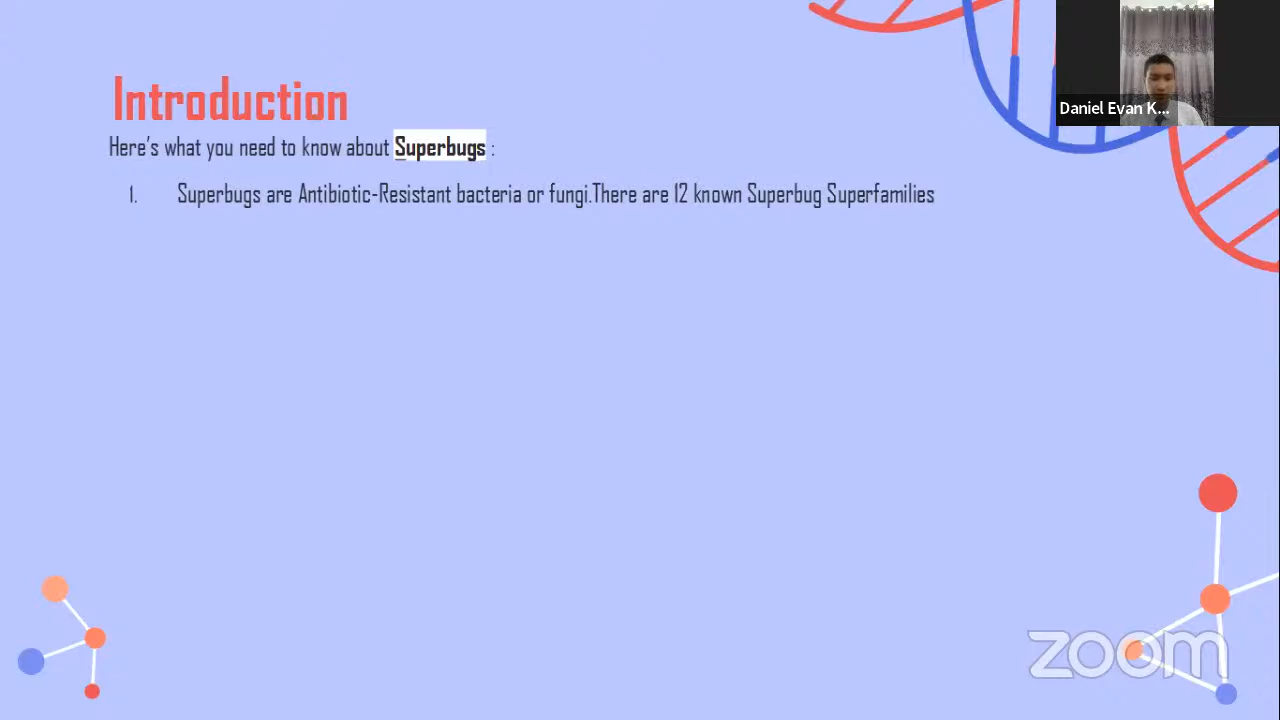 Introduction
Daniel Evan K...
Here's what you need to know about Superbugs :
1. Superbugs are Antibiotic-Resistant bacteria or fungi.There are 12 known Superbug Superfamilies
zoom